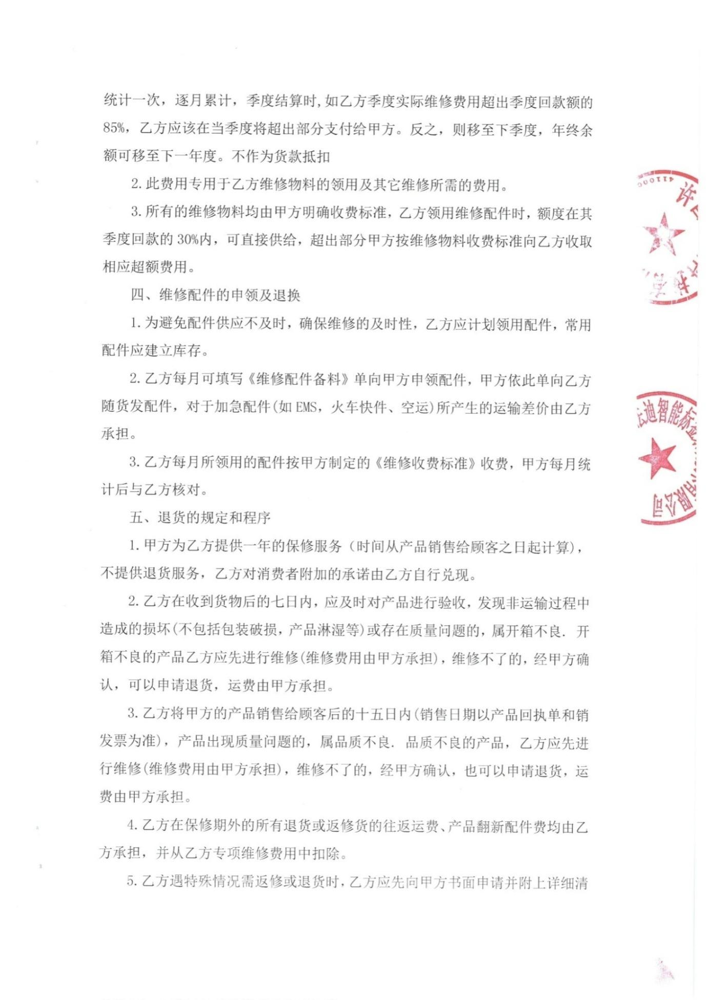 统计一次，逐月累计，季度结算时,如乙方季度实际维修费用超出季度回款额的
85%，乙方应该在当季度将超出部分支付给甲方。反之，则移至下季度，年终余
额可移至下一年度。不作为货款抵扣
2.此费用专用于乙方维修物料的领用及其它维修所需的费用。
3.所有的维修物料均由甲方明确收费标准，乙方领用维修配件时，额度在其
季度回款的 30%内，可直接供给，超出部分甲方按维修物料收费标准向乙方收取
相应超额费用。
四、维修配件的申领及退换
1.为避免配件供应不及时，确保维修的及时性，乙方应计划领用配件，常用
配件应建立库存。
2.乙方每月可填写《维修配件备料》单向甲方申领配件，甲方依此单向乙方
随货发配件，对于加急配件(如 EMS，火车快件、空运)所产生的运输差价由乙方
承担。
3.乙方每月所领用的配件按甲方制定的《维修收费标准》收费，甲方每月统
计后与乙方核对。
五、退货的规定和程序
1.甲方为乙方提供一年的保修服务（时间从产品销售给顾客之日起计算)，
不提供退货服务，乙方对消费者附加的承诺由乙方自行兑现。
2.乙方在收到货物后的七日内，应及时对产品进行验收，发现非运输过程中
造成的损坏(不包括包装破损，产品淋湿等)或存在质量问题的，属开箱不良. 开
箱不良的产品乙方应先进行维修(维修费用由甲方承担)，维修不了的，经甲方确
认，可以申请退货，运费由甲方承担。
3.乙方将甲方的产品销售给顾客后的十五日内(销售日期以产品回执单和销
发票为准)，产品出现质量问题的，属品质不良. 品质不良的产品，乙方应先进
行维修(维修费用由甲方承担)，维修不了的，经甲方确认，也可以申请退货，运
费由甲方承担。
4.乙方在保修期外的所有退货或返修货的往返运费、产品翻新配件费均由乙
方承担，并从乙方专项维修费用中扣除。
5.乙方遇特殊情况需返修或退货时，乙方应先向甲方书面申请并附上详细清
许
411000
迪智能标签
有限公司